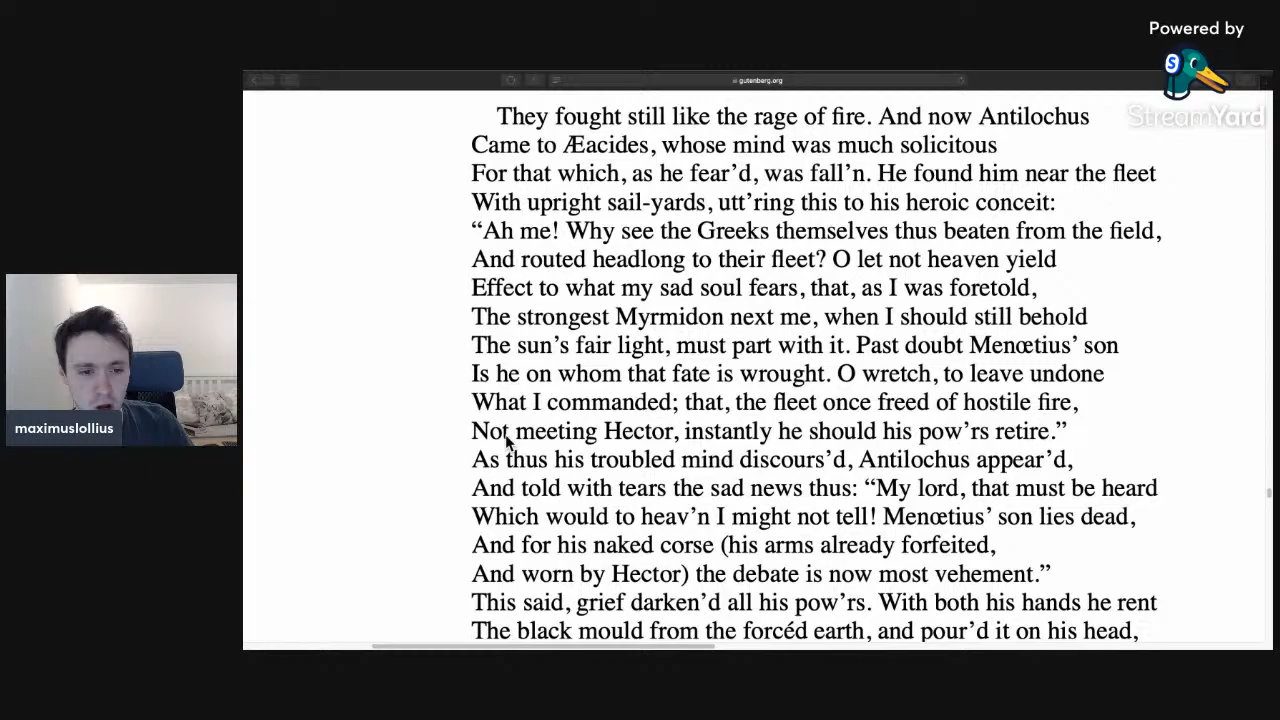 Powered by
StreamYard
gutenberg.org
They fought still like the rage of fire. And now Antilochus
Came to Æacides, whose mind was much solicitous
For that which, as he fear’d, was fall’n. He found him near the fleet
With upright sail-yards, utt’ring this to his heroic conceit:
“Ah me! Why see the Greeks themselves thus beaten from the field,
And routed headlong to their fleet? O let not heaven yield
Effect to what my sad soul fears, that, as I was foretold,
The strongest Myrmidon next me, when I should still behold
The sun’s fair light, must part with it. Past doubt Menœtius’ son
Is he on whom that fate is wrought. O wretch, to leave undone
What I commanded; that, the fleet once freed of hostile fire,
Not meeting Hector, instantly he should his pow’rs retire.”
As thus his troubled mind discours’d, Antilochus appear’d,
And told with tears the sad news thus: “My lord, that must be heard
Which would to heav’n I might not tell! Menœtius’ son lies dead,
And for his naked corse (his arms already forfeited,
And worn by Hector) the debate is now most vehement.”
This said, grief darken’d all his pow’rs. With both his hands he rent
The black mould from the forcéd earth, and pour’d it on his head,
maximuslollius